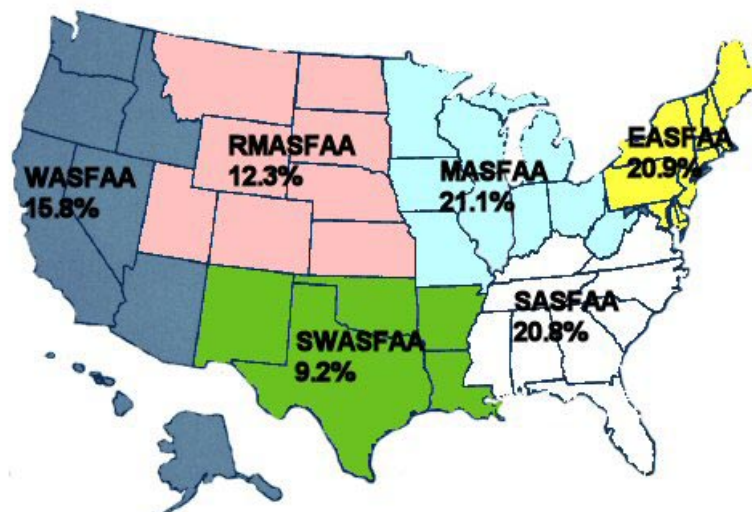 WASFAA
15.8%
RMASFAA
12.3%
MASFAA
21.1%
EASFAA
20.9%
SWASFAA
9.2%
SASFAA
20.8%